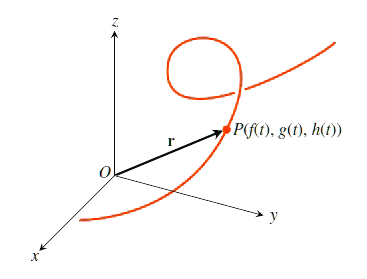 z
r
P(f(t), g(t), h(t))
O
y
x